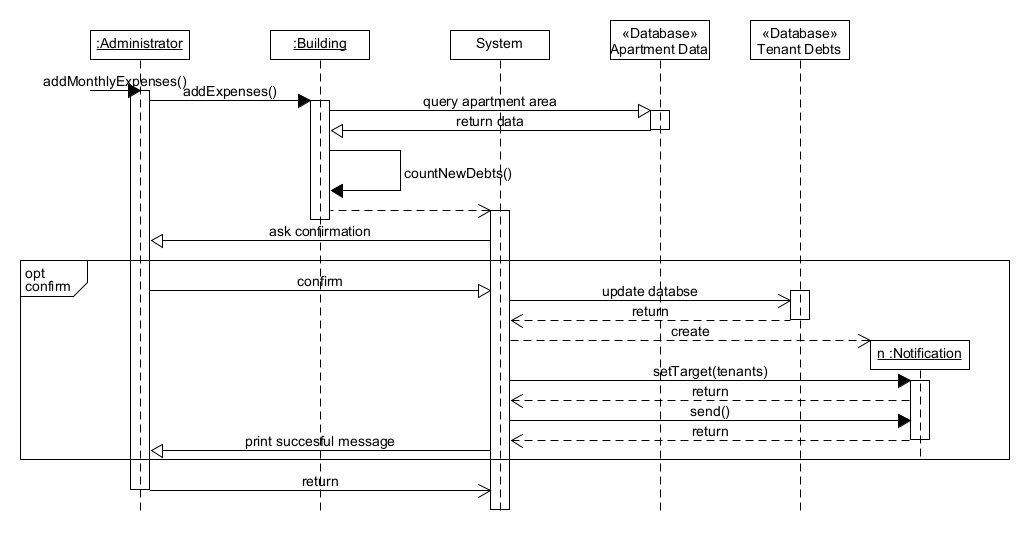 :Administrator
:Building
System
«Database»
Apartment Data
«Database»
Tenant Debts
addMonthlyExpenses()
addExpenses()
query apartment area
return data
countNewDebts()
ask confirmation
opt
confirm
confirm
update databse
return
create
n :Notification
setTarget(tenants)
return
send()
return
print succesful message
return